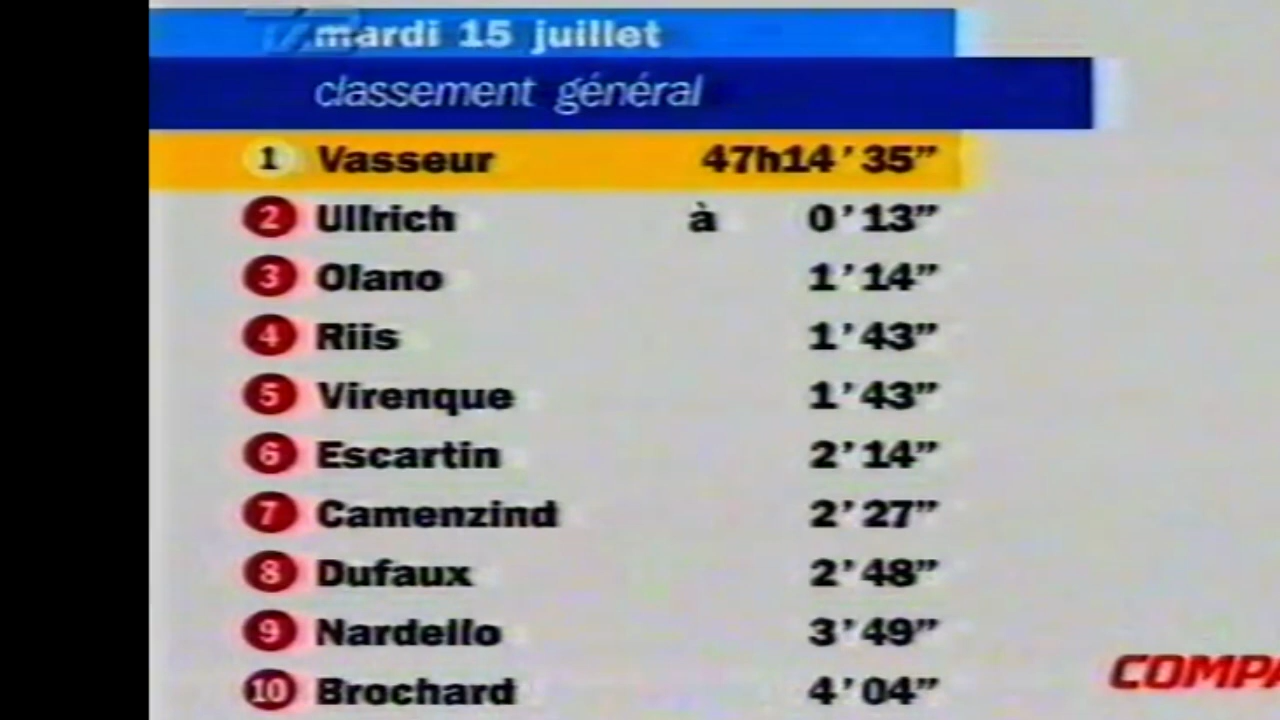 mardi 15 juillet
classement général
1 Vasseur 47h14'35"
2 Ullrich à 0'13"
3 Olano 1'14"
4 Riis 1'43"
5 Virenque 1'43"
6 Escartin 2'14"
7 Camenzind 2'27"
8 Dufaux 2'48"
9 Nardello 3'49"
10 Brochard 4'04"
COMPA